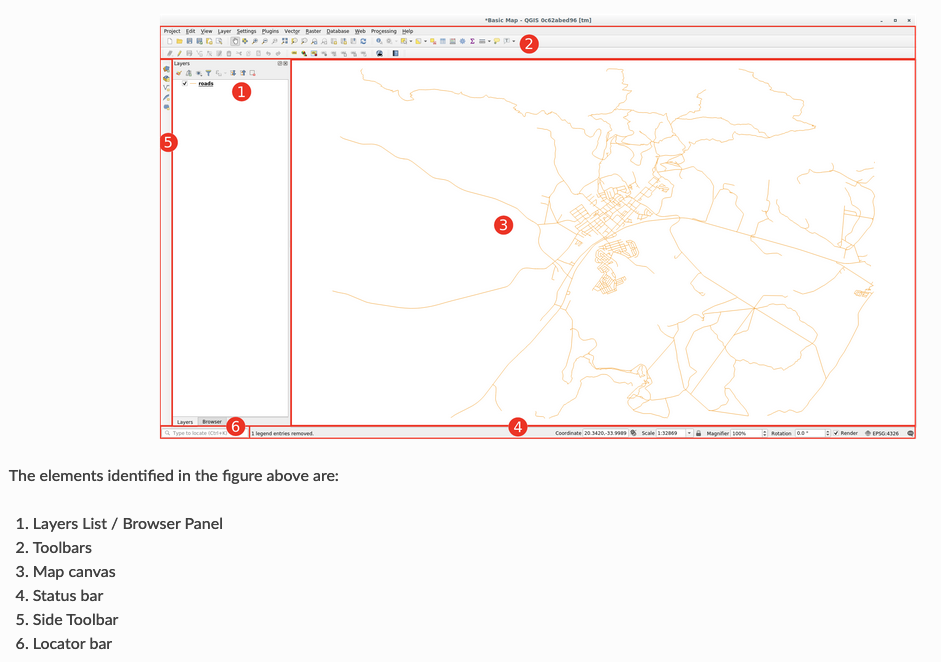 *Basic Map - QGIS 0c62abed96 [tm]
Project Edit View Layer Settings Plugins Vector Raster Database Web Processing Help
2
Layers
roads
1
5
3
Layers Browser
6
4
Type to locate (Ctrl+K) 1 legend entries removed. Coordinate 20.3420,-33.9989 Scale 1:32869 Magnifier 100% Rotation 0.0 ° Render EPSG:4326
The elements identified in the figure above are:
1. Layers List / Browser Panel
2. Toolbars
3. Map canvas
4. Status bar
5. Side Toolbar
6. Locator bar